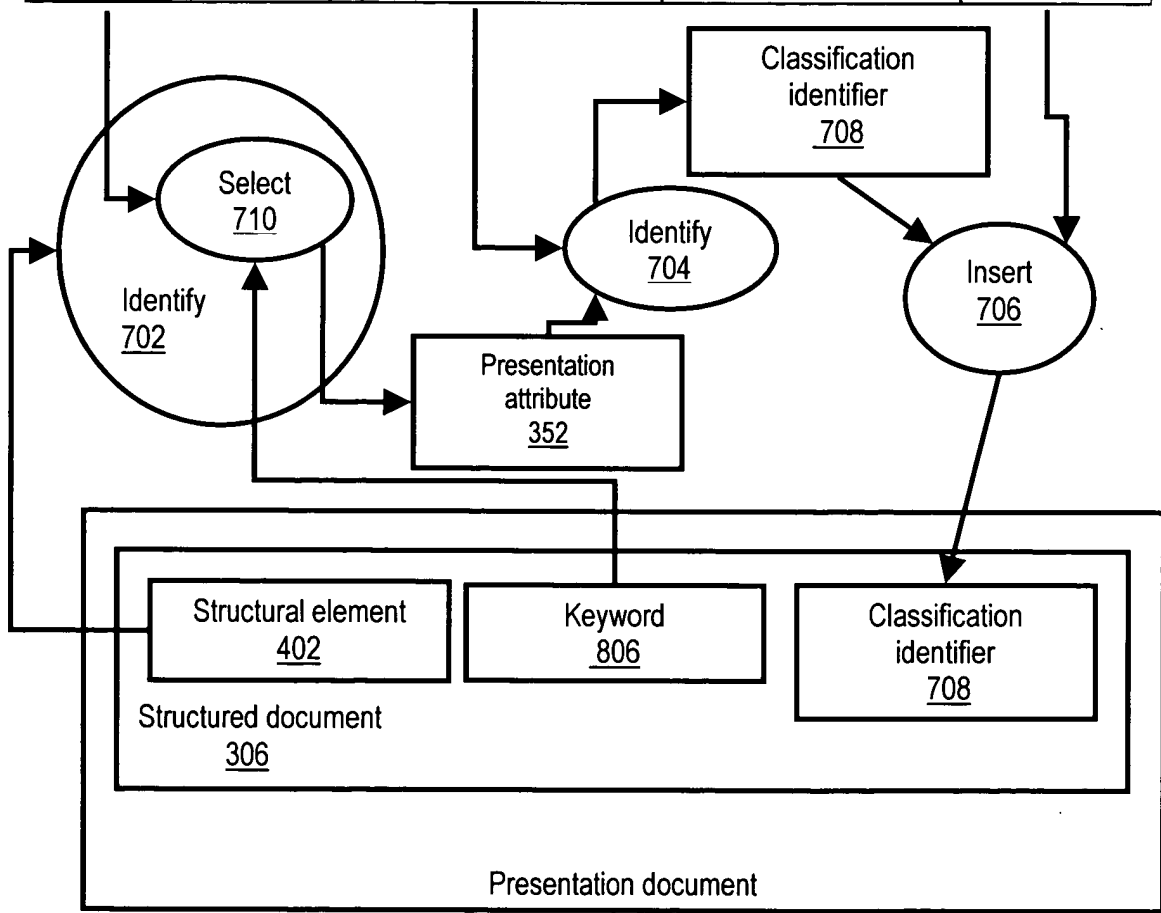 Classification
identifier
708
Select
710
Identify
704
Insert
706
Identify
702
Presentation
attribute
352
Structural element
402
Keyword
806
Classification
identifier
708
Structured document
306
Presentation document